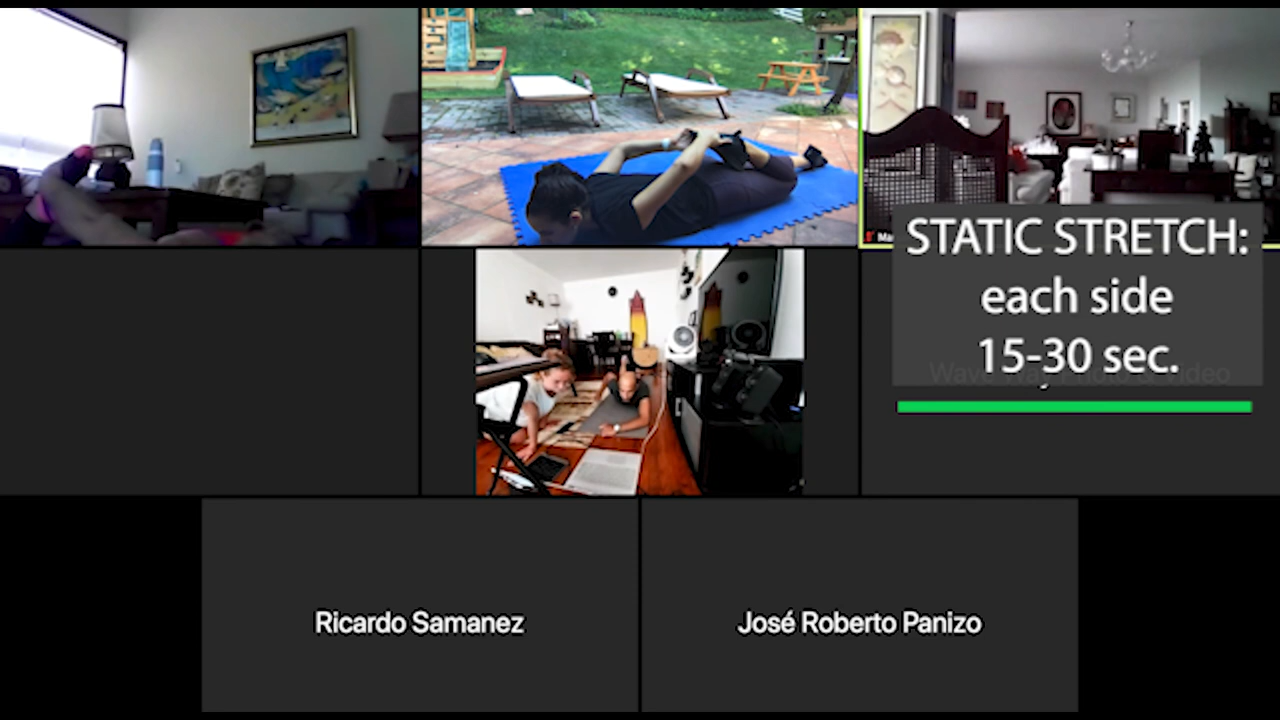 STATIC STRETCH:
each side
15-30 sec.
Ricardo Samanez
José Roberto Panizo